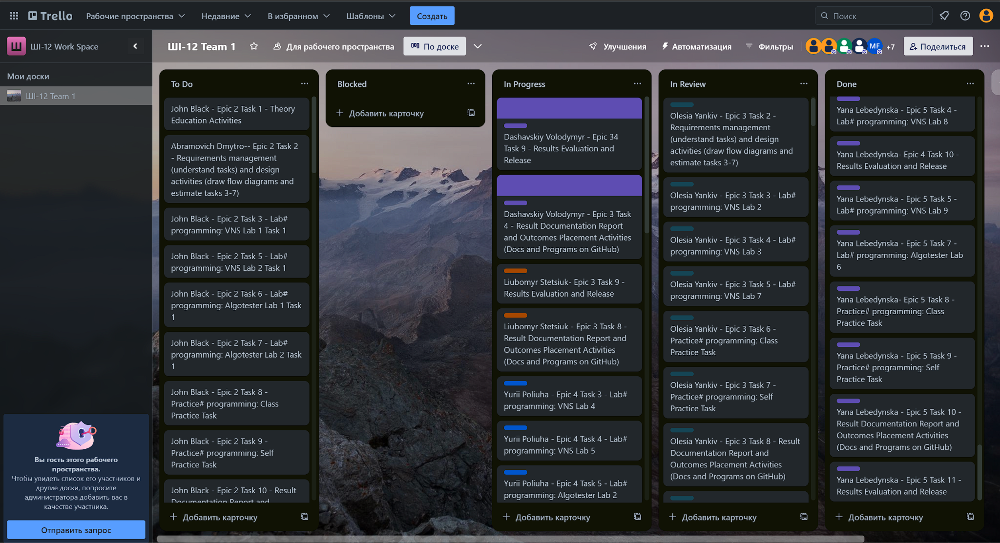 Trello
Рабочие пространства
Недавние
В избранном
Шаблоны
Создать
Поиск
Ш
ШІ-12 Work Space
ШІ-12 Team 1
Для рабочего пространства
По доске
Улучшения
Автоматизация
Фильтры
MF
+7
Поделиться
Мои доски
ШІ-12 Team 1
Вы гость этого рабочего
пространства.
Чтобы увидеть список его участников и
другие доски, попросите
администратора добавить вас в
качестве участника.
Отправить запрос
To Do
John Black - Epic 2 Task 1 - Theory
Education Activities
Abramovich Dmytro-- Epic 2 Task 2
- Requirements management
(understand tasks) and design
activities (draw flow diagrams and
estimate tasks 3-7)
John Black - Epic 2 Task 3 - Lab#
programming: VNS Lab 1 Task 1
John Black - Epic 2 Task 5 - Lab#
programming: VNS Lab 2 Task 1
John Black - Epic 2 Task 6 - Lab#
programming: Algotester Lab 1 Task
1
John Black - Epic 2 Task 7 - Lab#
programming: Algotester Lab 2 Task
1
John Black - Epic 2 Task 8 -
Practice# programming: Class
Practice Task
John Black - Epic 2 Task 9 -
Practice# programming: Self
Practice Task
John Black - Epic 2 Task 10 - Result
Documentation Report and
Добавить карточку
Blocked
Добавить карточку
In Progress
Dashavskiy Volodymyr - Epic 34
Task 9 - Results Evaluation and
Release
Dashavskiy Volodymyr - Epic 3 Task
4 - Result Documentation Report
and Outcomes Placement Activities
(Docs and Programs on GitHub)
Liubomyr Stetsiuk- Epic 3 Task 9 -
Results Evaluation and Release
Liubomyr Stetsiuk - Epic 3 Task 8 -
Result Documentation Report and
Outcomes Placement Activities
(Docs and Programs on GitHub)
Yurii Poliuha - Epic 4 Task 3 - Lab#
programming: VNS Lab 4
Yurii Poliuha - Epic 4 Task 4 - Lab#
programming: VNS Lab 5
Yurii Poliuha - Epic 4 Task 5 - Lab#
programming: Algotester Lab 2
Добавить карточку
In Review
Olesia Yankiv - Epic 3 Task 2 -
Requirements management
(understand tasks) and design
activities (draw flow diagrams and
estimate tasks 3-7)
Olesia Yankiv - Epic 3 Task 3 - Lab#
programming: VNS Lab 2
Olesia Yankiv - Epic 3 Task 4 - Lab#
programming: VNS Lab 3
Olesia Yankiv - Epic 3 Task 5 - Lab#
programming: VNS Lab 7
Olesia Yankiv - Epic 3 Task 6 -
Practice# programming: Class
Practice Task
Olesia Yankiv - Epic 3 Task 7 -
Practice# programming: Self
Practice Task
Olesia Yankiv - Epic 3 Task 8 - Result
Documentation Report and
Outcomes Placement Activities
(Docs and Programs on GitHub)
Добавить карточку
Done
Yana Lebedynska - Epic 5 Task 4 -
Lab# programming: VNS Lab 8
Yana Lebedynska- Epic 4 Task 10 -
Results Evaluation and Release
Yana Lebedynska - Epic 5 Task 5 -
Lab# programming: VNS Lab 9
Yana Lebedynska - Epic 5 Task 7 -
Lab# programming: Algotester Lab
6
Yana Lebedynska- Epic 5 Task 8 -
Practice# programming: Class
Practice Task
Yana Lebedynska - Epic 5 Task 9 -
Practice# programming: Self
Practice Task
Yana Lebedynska - Epic 5 Task 10 -
Result Documentation Report and
Outcomes Placement Activities
(Docs and Programs on GitHub)
Yana Lebedynska - Epic 5 Task 11 -
Results Evaluation and Release
Добавить карточку